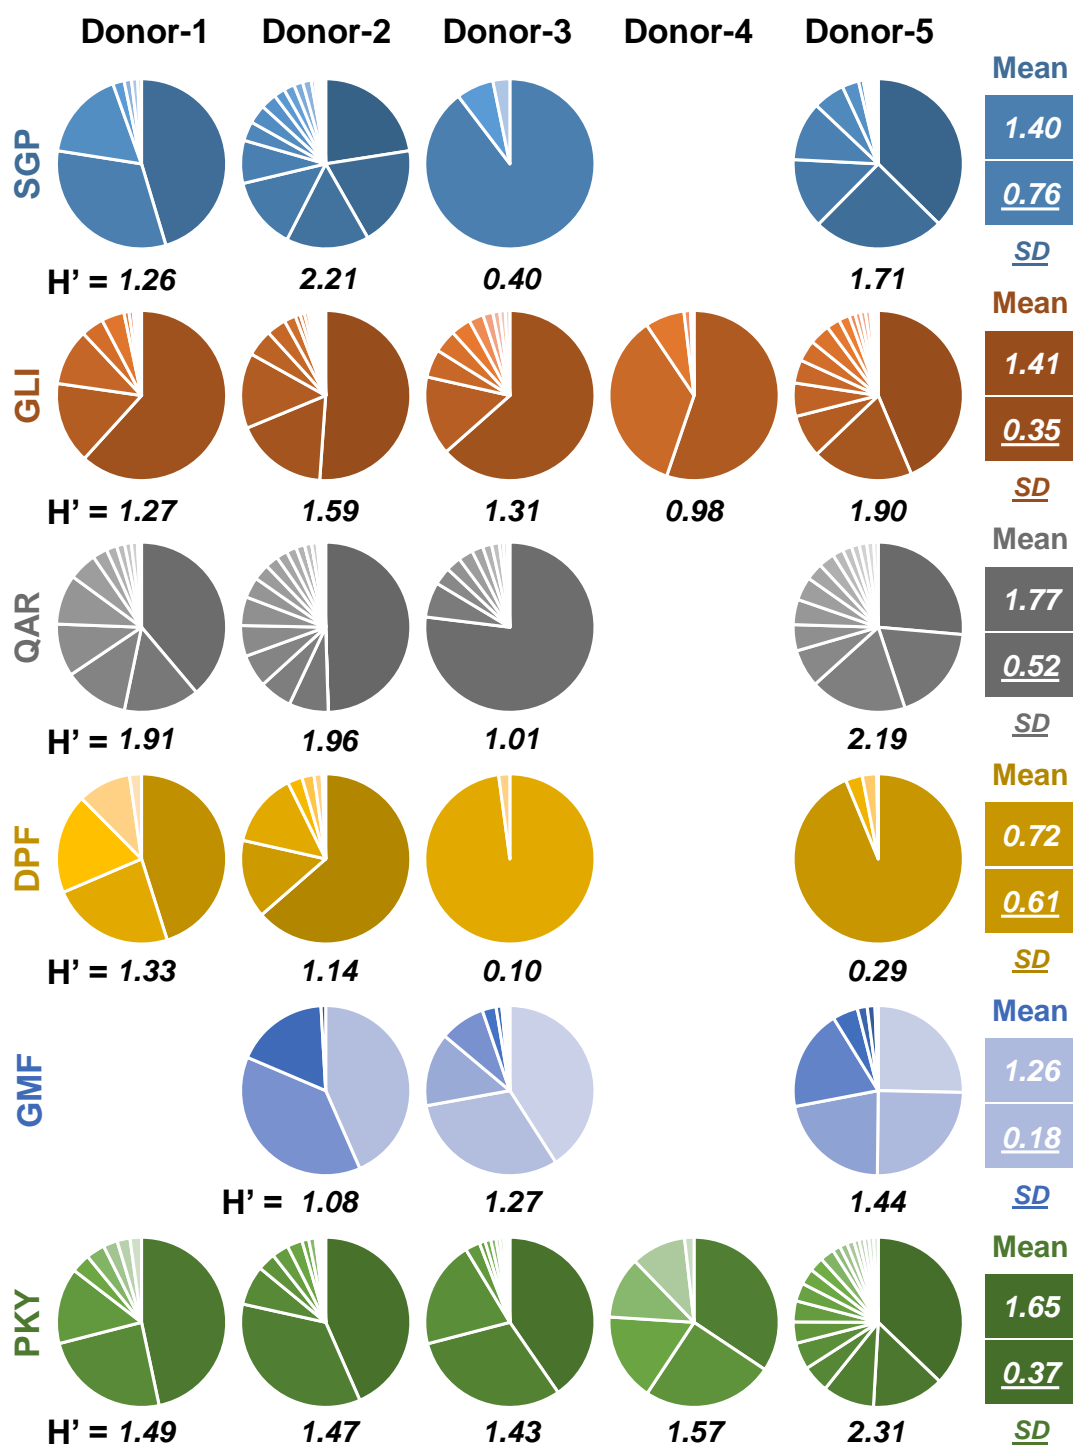 Donor-1 Donor-2 Donor-3 Donor-4 Donor-5
Mean
SGP
1.40
0.76
SD
H’ = 1.26 2.21 0.40 1.71
Mean
GLI
1.41
0.35
SD
H’ = 1.27 1.59 1.31 0.98 1.90
Mean
QAR
1.77
0.52
SD
H’ = 1.91 1.96 1.01 2.19
Mean
DPF
0.72
0.61
SD
H’ = 1.33 1.14 0.10 0.29
Mean
GMF
1.26
0.18
SD
H’ = 1.08 1.27 1.44
Mean
PKY
1.65
0.37
SD
H’ = 1.49 1.47 1.43 1.57 2.31